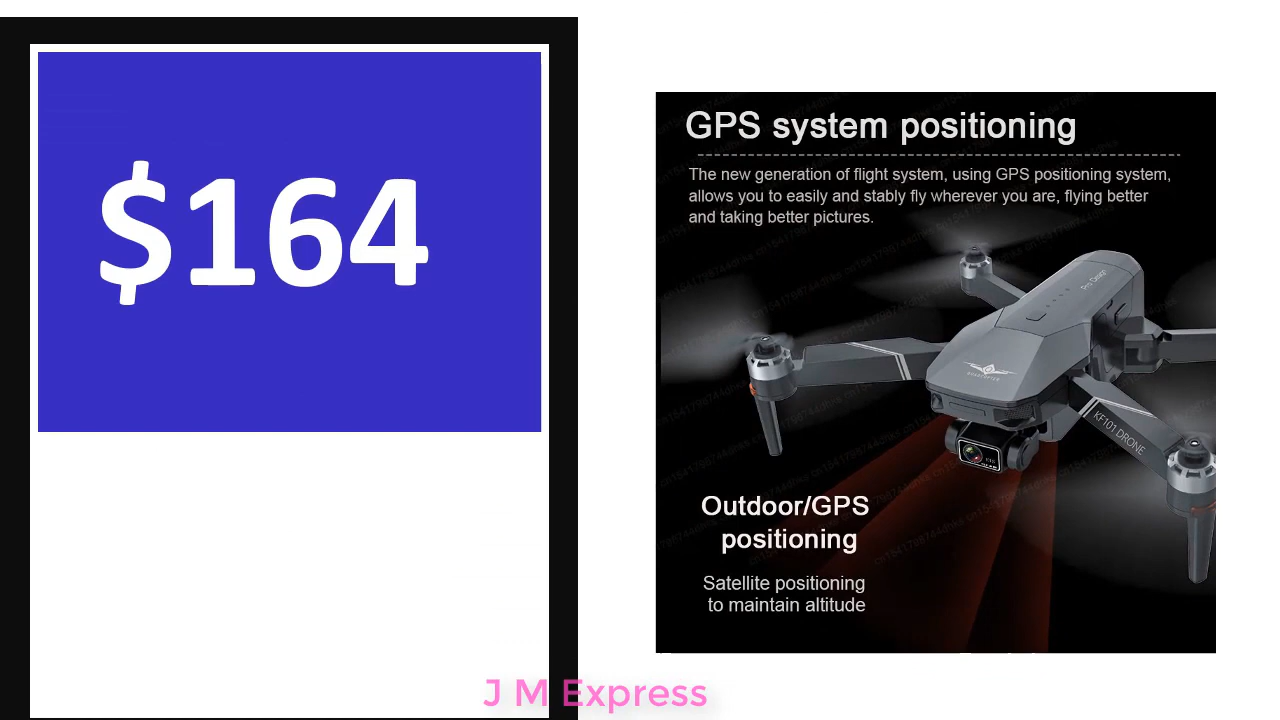 $164
GPS system positioning
The new generation of flight system, using GPS positioning system,
allows you to easily and stably fly wherever you are, flying better
and taking better pictures.
Pro Design
KF101 DRONE
Outdoor/GPS
positioning
Satellite positioning
to maintain altitude
J M Express